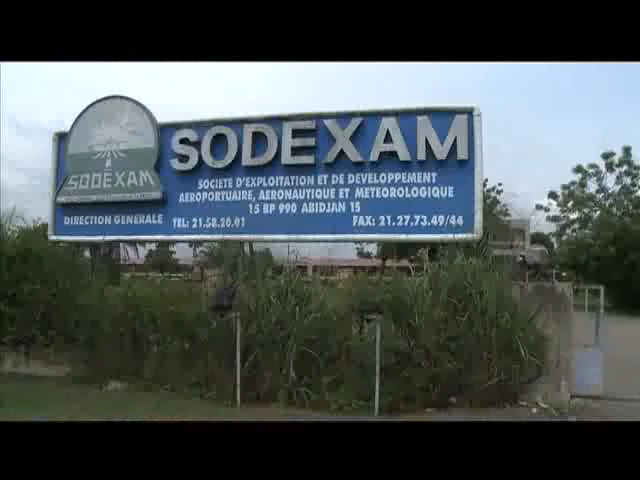 SODEXAM
SODEXAM
SOCIETE D'EXPLOITATION ET DE DEVELOPPEMENT
AEROPORTUAIRE, AERONAUTIQUE ET METEOROLOGIQUE
15 BP 990 ABIDJAN 15
DIRECTION GENERALE
TEL: 21.58.20.01
FAX: 21.27.73.49/44